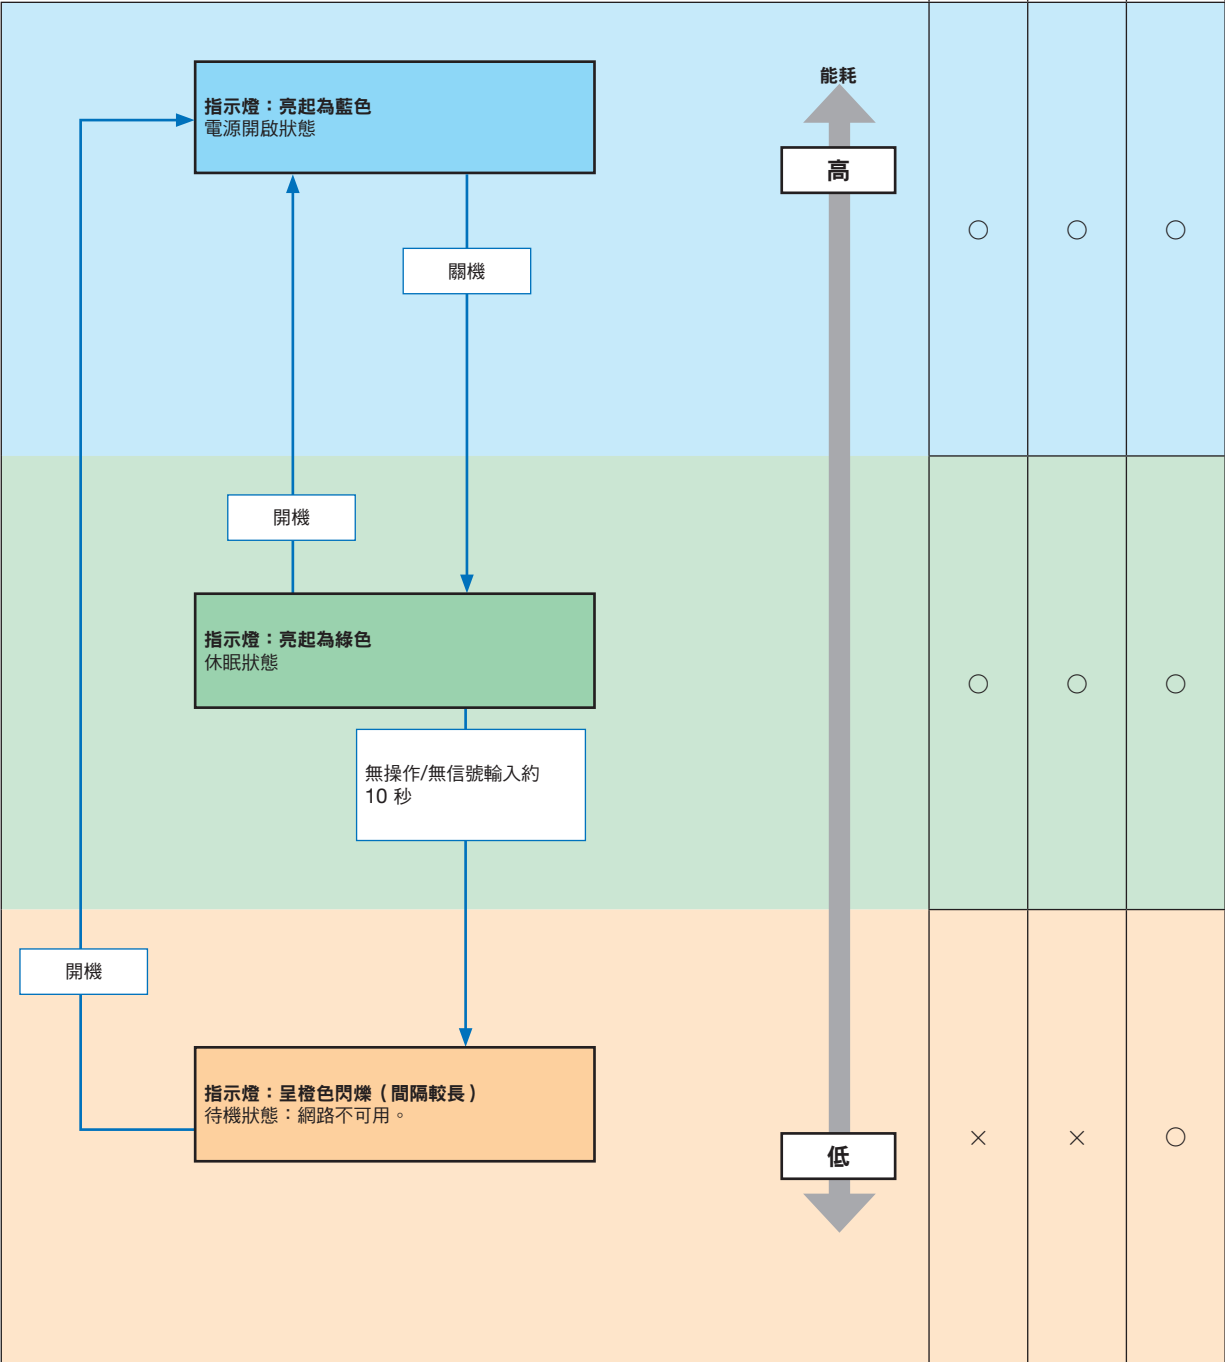 能耗
指示燈：亮起為藍色
電源開啟狀態
高
○ ○ ○
關機
開機
指示燈：亮起為綠色
休眠狀態
○ ○ ○
無操作/無信號輸入約
10 秒
開機
指示燈：呈橙色閃爍（間隔較長）
待機狀態：網路不可用。
低
× × ○